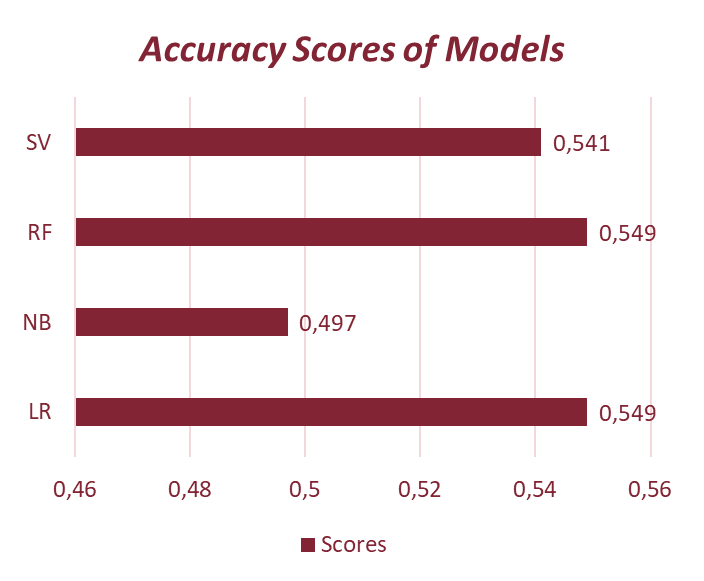 Accuracy Scores of Models
SV 0,541
RF 0,549
NB 0,497
LR 0,549
0,46 0,48 0,5 0,52 0,54 0,56
Scores